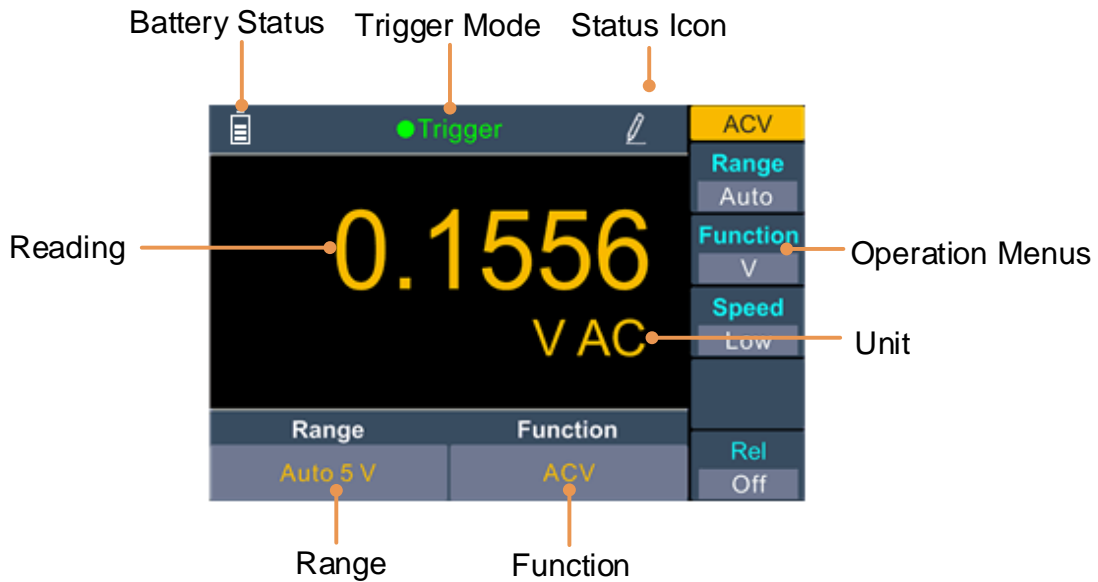 Battery Status
Trigger Mode
Status Icon
Trigger
ACV
Range
Auto
Reading
0.1556
Function
V
Operation Menus
Speed
Low
V AC
Unit
Range
Function
Auto 5 V
ACV
Rel
Off
Range
Function